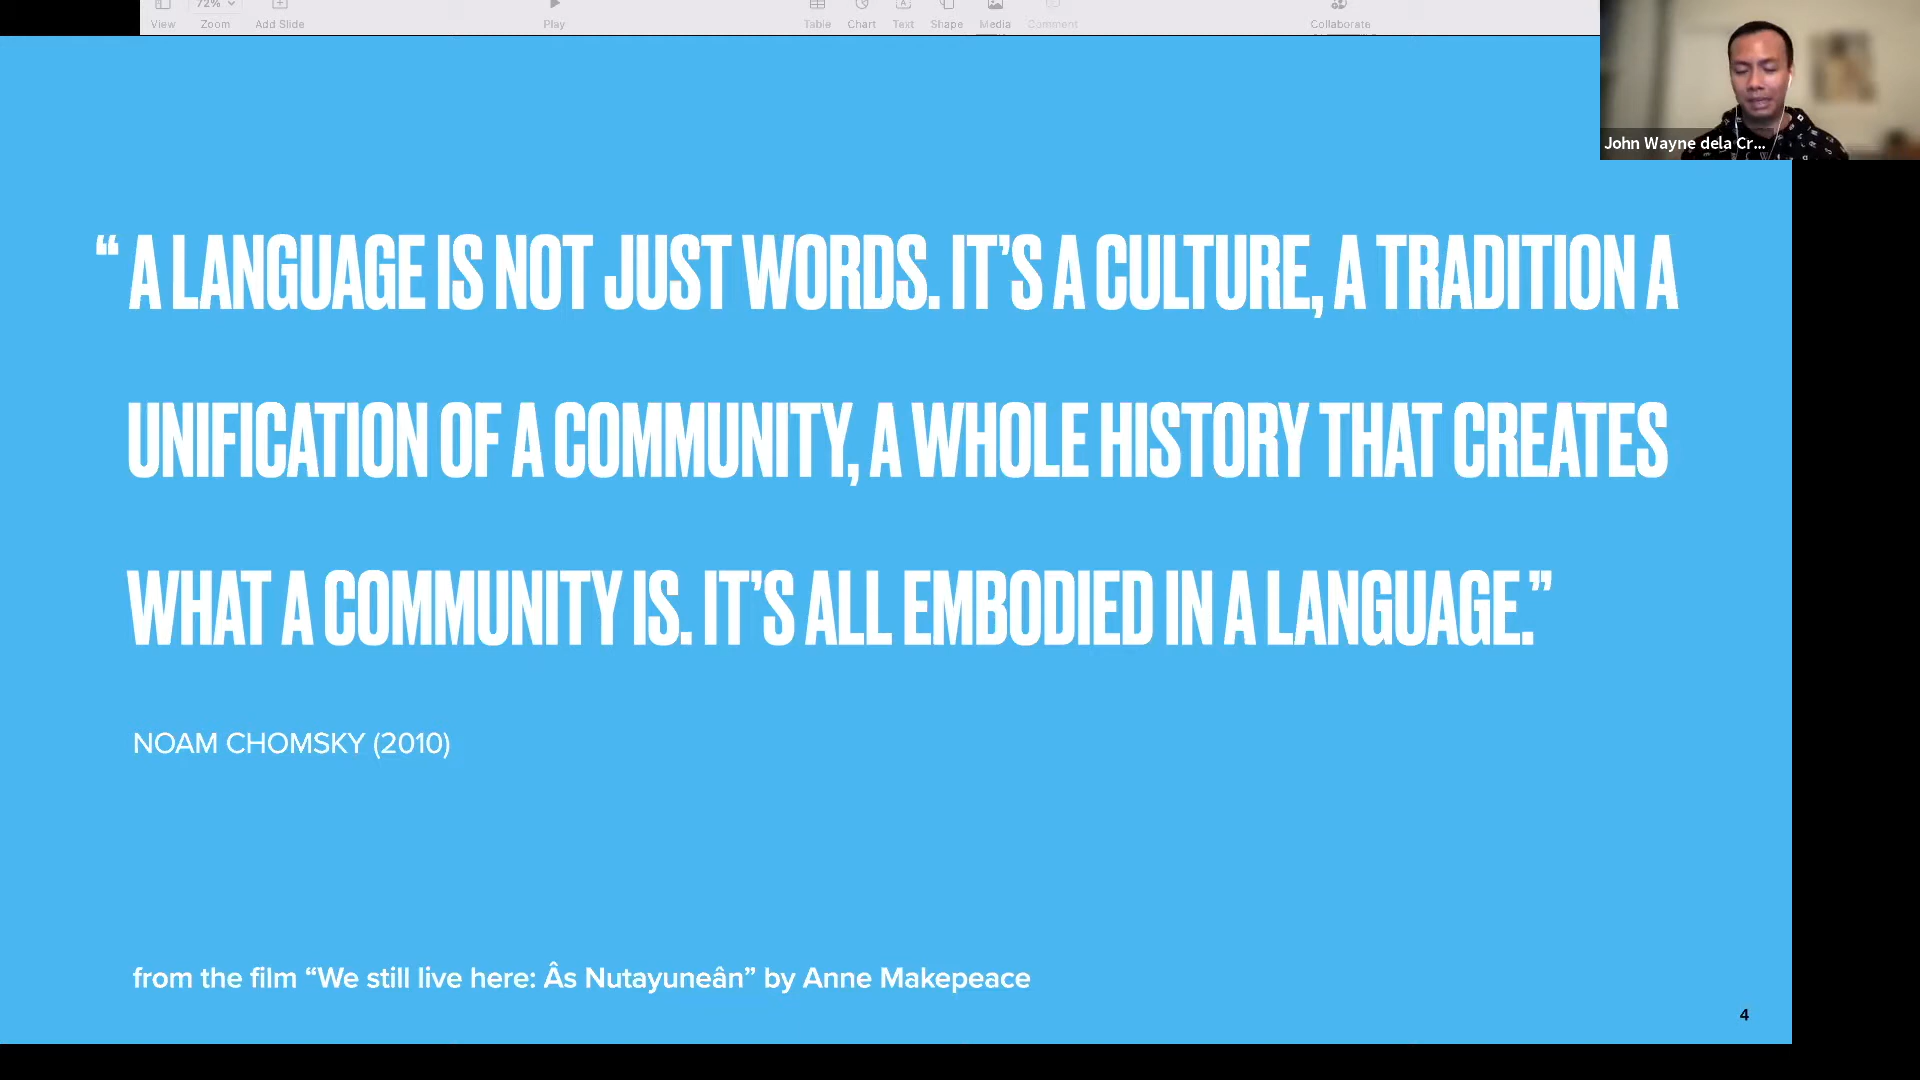 72%
View Zoom Add Slide Play Table Chart Text Shape Media Comment Collaborate
John Wayne dela Cr...
“ A LANGUAGE IS NOT JUST WORDS. IT’S A CULTURE, A TRADITION A
UNIFICATION OF A COMMUNITY, A WHOLE HISTORY THAT CREATES
WHAT A COMMUNITY IS. IT’S ALL EMBODIED IN A LANGUAGE.”
NOAM CHOMSKY (2010)
from the film “We still live here: Âs Nutayuneân” by Anne Makepeace
4